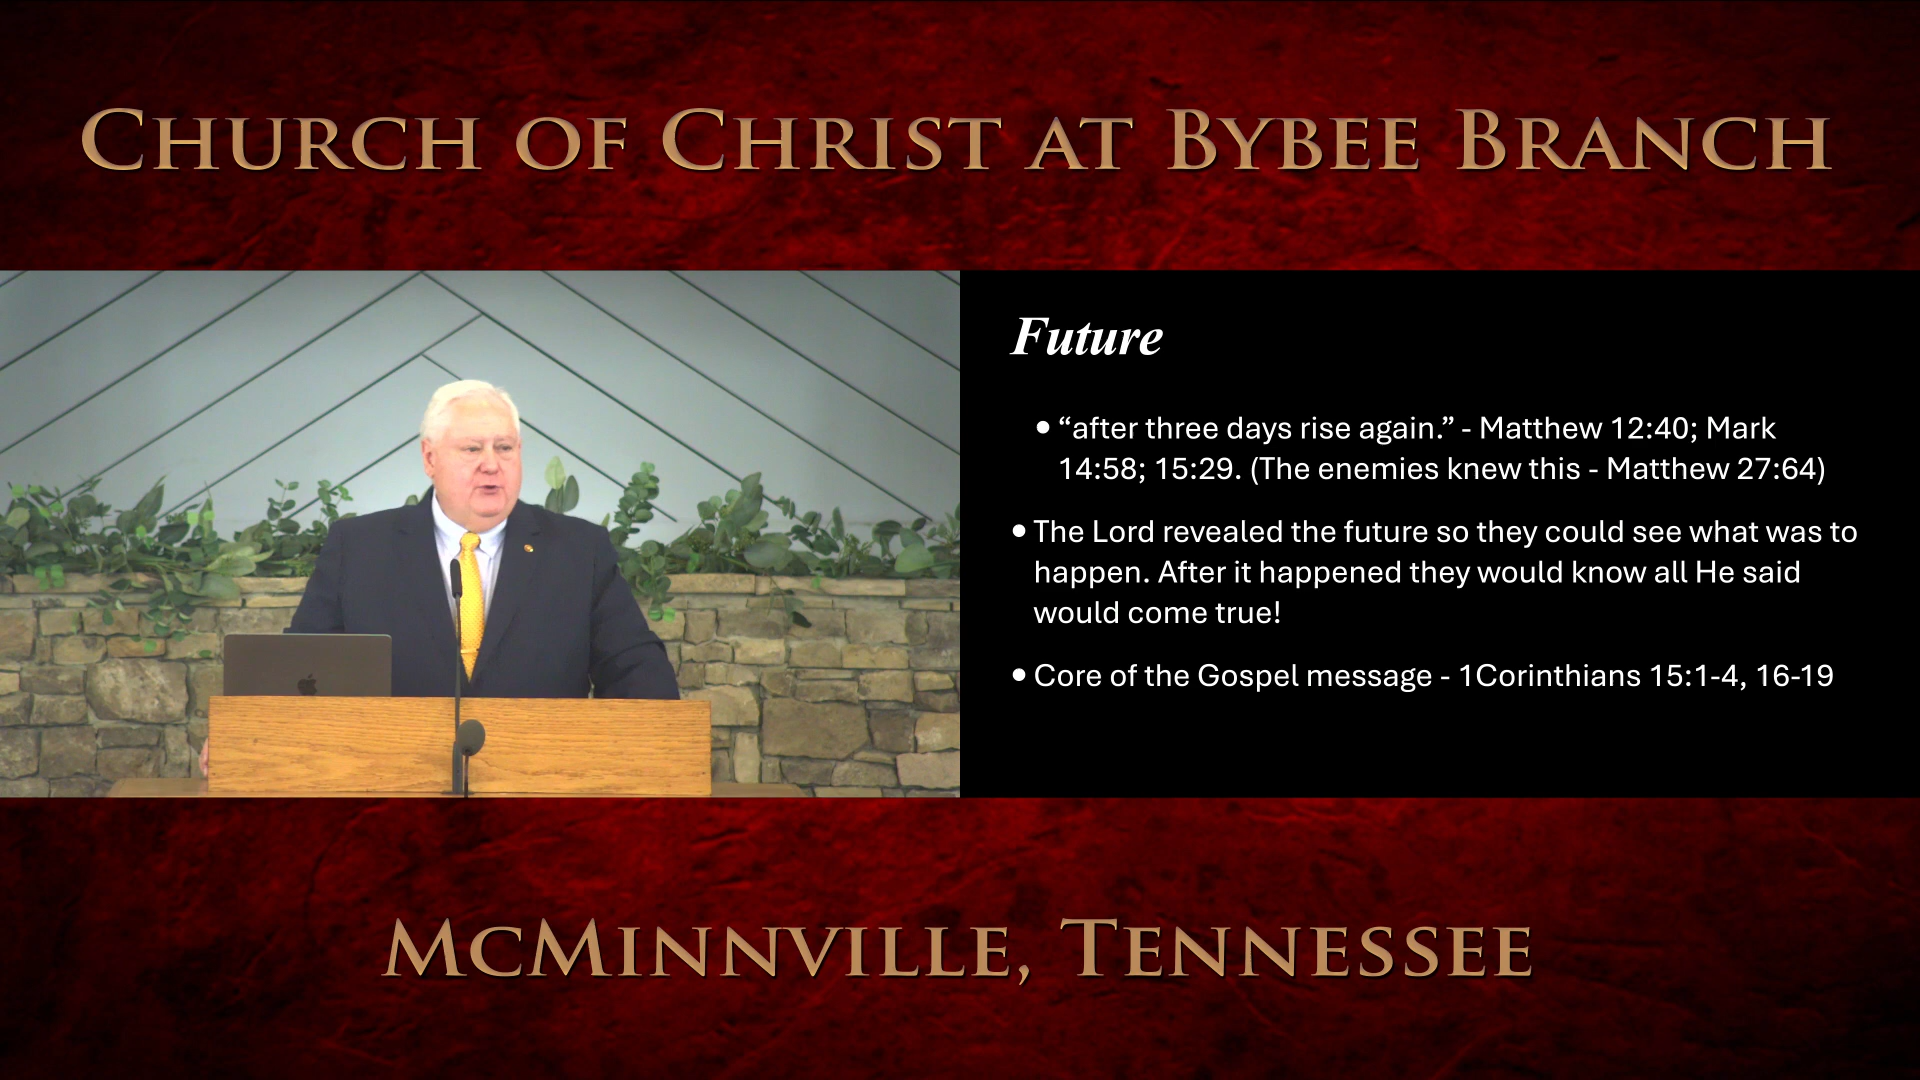 Church of Christ at Bybee Branch
Future
• “after three days rise again.” - Matthew 12:40; Mark
14:58; 15:29. (The enemies knew this - Matthew 27:64)
• The Lord revealed the future so they could see what was to
happen. After it happened they would know all He said
would come true!
• Core of the Gospel message - 1Corinthians 15:1-4, 16-19
McMinnville, Tennessee